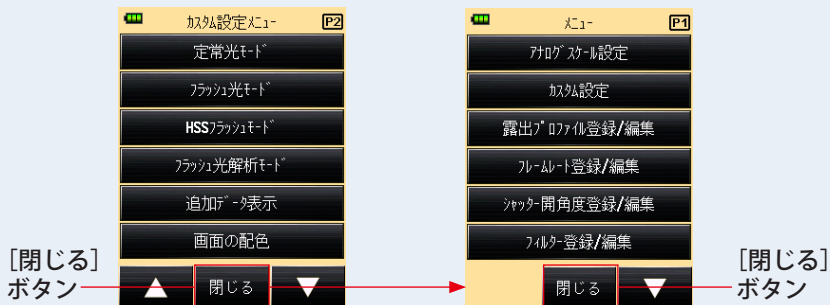 カスタム設定メニュー P2
定常光モード
フラッシュ光モード
HSSフラッシュモード
フラッシュ光解析モード
追加データ表示
画面の配色
閉じる
[閉じる]
ボタン
メニュー P1
アナログスケール設定
カスタム設定
露出プロファイル登録/編集
フレームレート登録/編集
シャッター開角度登録/編集
フィルター登録/編集
閉じる
[閉じる]
ボタン